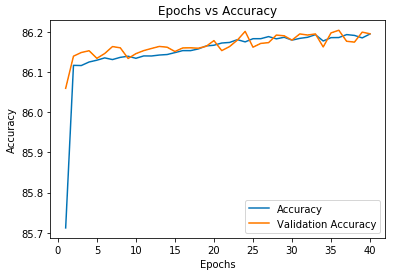 Epochs vs Accuracy
Accuracy
86.2
86.1
86.0
85.9
85.8
85.7
0 5 10 15 20 25 30 35 40
Epochs
Accuracy
Validation Accuracy